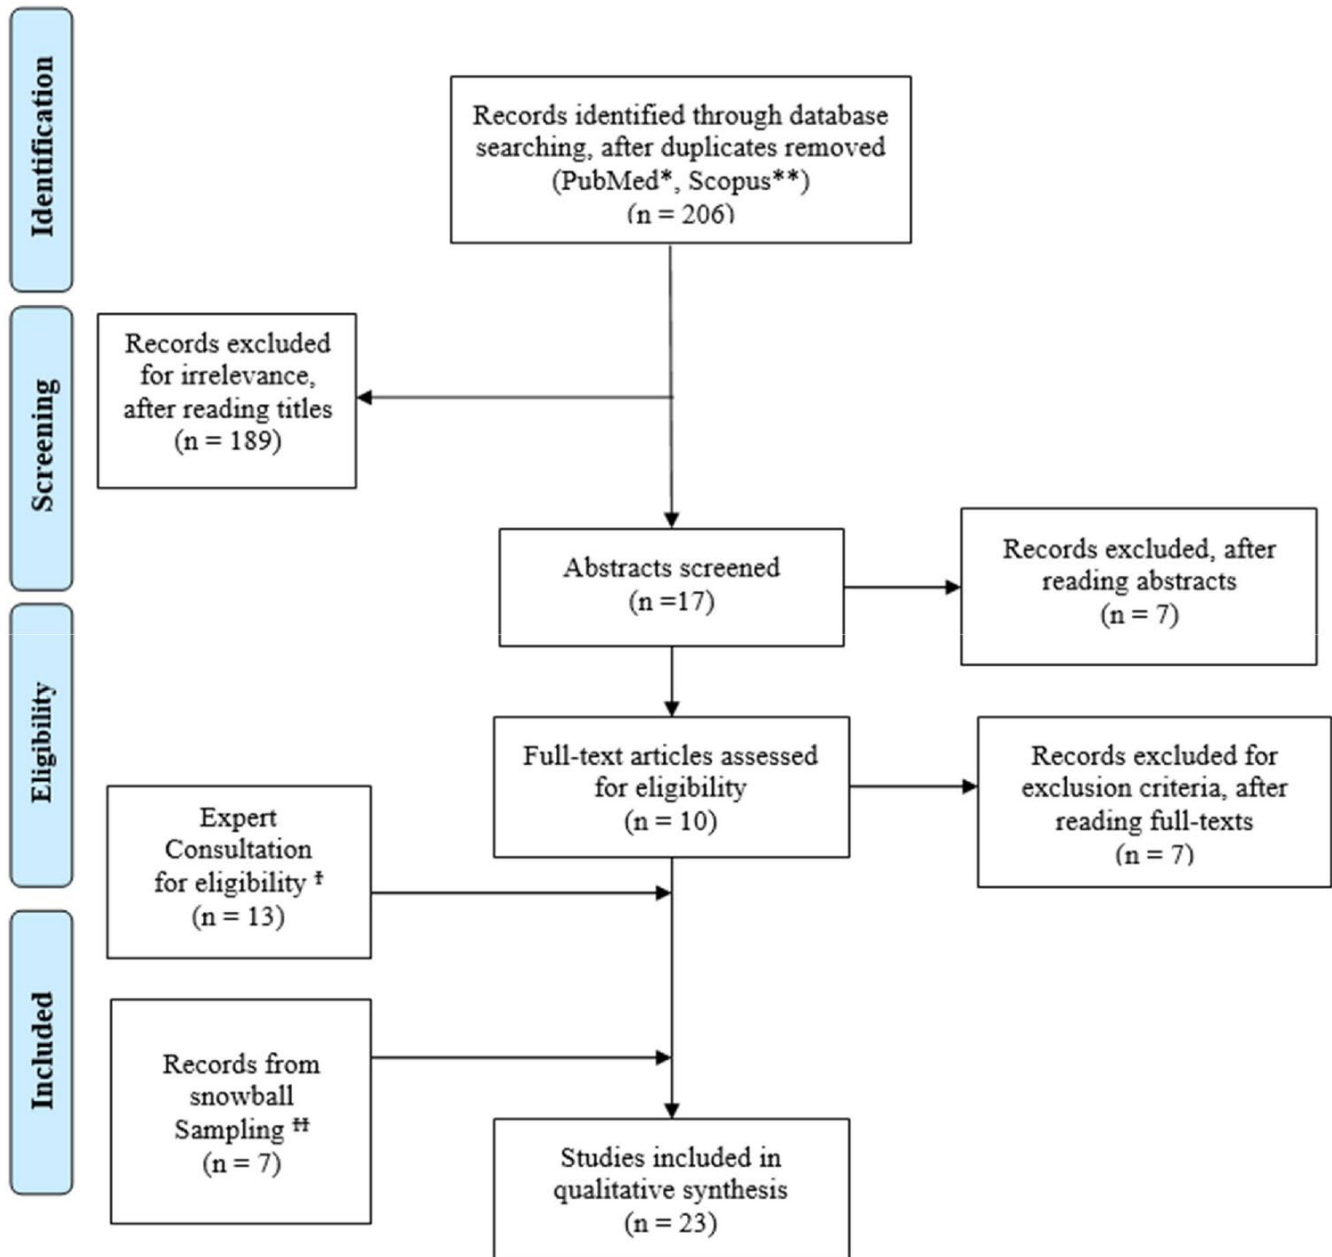 Identification
Records identified through database
searching, after duplicates removed
(PubMed*, Scopus**)
(n = 206)
Screening
Records excluded
for irrelevance,
after reading titles
(n = 189)
Abstracts screened
(n =17)
Records excluded, after
reading abstracts
(n = 7)
Eligibility
Full-text articles assessed
for eligibility
(n = 10)
Records excluded for
exclusion criteria, after
reading full-texts
(n = 7)
Expert
Consultation
for eligibility ‡
(n = 13)
Included
Records from
snowball
Sampling ‡‡
(n = 7)
Studies included in
qualitative synthesis
(n = 23)